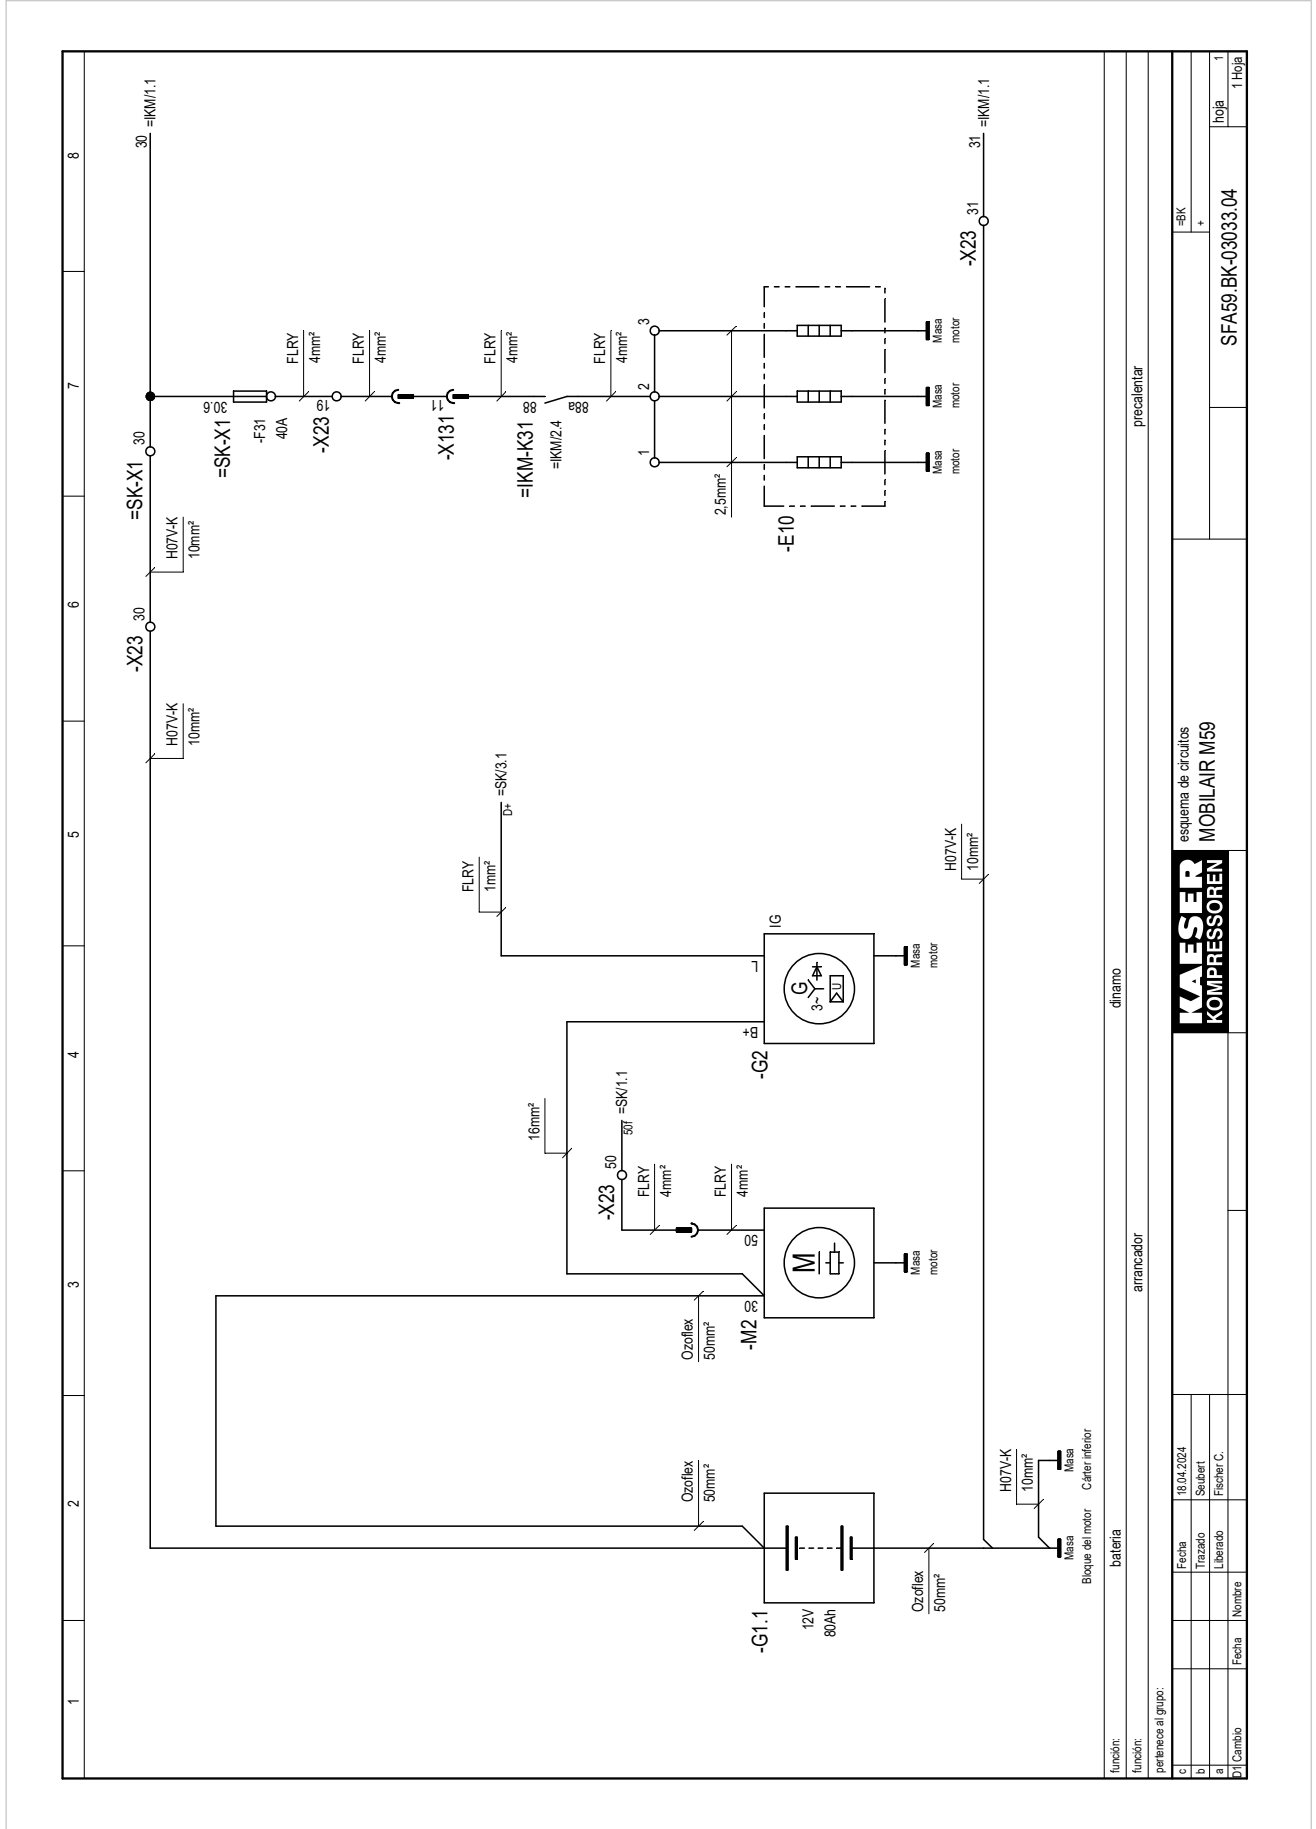 1
2
3
4
5
6
7
8
30
=IKM/1.1
-X23
30
=SK-X1
30
H07V-K
10mm²
H07V-K
10mm²
30.6
=SK-X1
-F31
40A
FLRY
4mm²
19
-X23
FLRY
4mm²
11
-X131
FLRY
4mm²
88
88a
=IKM-K31
=IKM/2.4
FLRY
4mm²
1
2
3
2,5mm²
-E10
Masa
motor
Masa
motor
Masa
motor
FLRY
1mm²
D+
=SK/3.1
16mm²
-X23
50
50f
=SK/1.1
FLRY
4mm²
FLRY
4mm²
Ozoflex
50mm²
Ozoflex
50mm²
-G1.1
12V
80Ah
-M2
30
50
M
Masa
motor
-G2
B+
L
IG
G
3~
U
Masa
motor
Ozoflex
50mm²
H07V-K
10mm²
-X23
31
31
=IKM/1.1
H07V-K
10mm²
Masa
Bloque del motor
Masa
Cárter inferior
función:
batería
dínamo
función:
arrancador
precalentar
pertenece al grupo:
c
b
a
D1
Cambio
Fecha
Nombre
Fecha
18.04.2024
Trazado
Seubert
Liberado
Fischer C.
KAESER
KOMPRESSOREN
esquema de circuitos
MOBILAIR M59
=BK
+
SFA59.BK-03033.04
hoja
1
1 Hoja